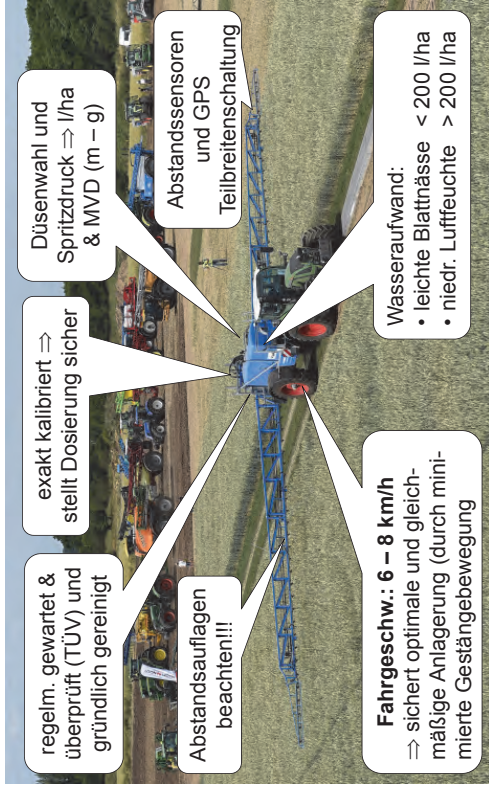 regelm. gewartet &
überprüft (TÜV) und
gründlich gereinigt
exakt kalibriert ⇒
stellt Dosierung sicher
Düsenwahl und
Spritzdruck ⇒ l/ha
& MVD (m – g)
Abstandsauflagen
beachten!!!
Abstandssensoren
und GPS
Teilbreitenschaltung
Fahrgeschw.: 6 – 8 km/h
⇒ sichert optimale und gleich-
mäßige Anlagerung (durch mini-
mierte Gestängebewegung
Wasseraufwand:
• leichte Blattnässe < 200 l/ha
• niedr. Luftfeuchte > 200 l/ha